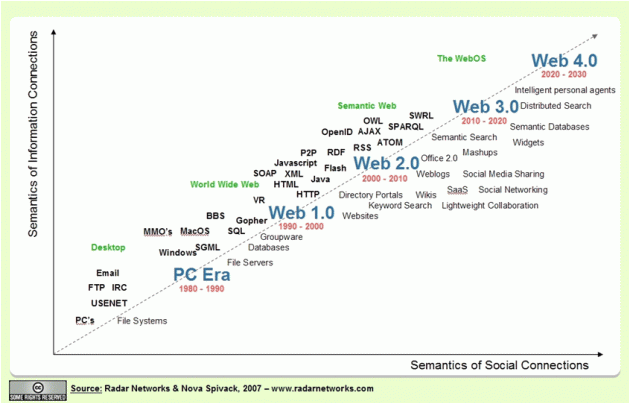 Semantics of Information Connections
The WebOS
Web 4.0
2020 - 2030
Intelligent personal agents
Semantic Web
Web 3.0
2010 - 2020
Distributed Search
SWRL
OWL
SPARQL
OpenID
AJAX
Semantic Databases
ATOM
Semantic Search
Widgets
RSS
P2P
RDF
Mashups
Javascript
Web 2.0
2000 - 2010
Office 2.0
Flash
SOAP
XML
Java
Weblogs
Social Media Sharing
World Wide Web
HTML
HTTP
Directory Portals
Wikis
SaaS
Social Networking
VR
Keyword Search
Lightweight Collaboration
BBS
Gopher
Web 1.0
1990 - 2000
Websites
MMO's
MacOS
SQL
Groupware
Desktop
Windows
SGML
Databases
File Servers
Email
PC Era
1980 - 1990
FTP
IRC
USENET
PC's
File Systems
Semantics of Social Connections
cc
SOME RIGHTS RESERVED
Source: Radar Networks & Nova Spivack, 2007 – www.radarnetworks.com